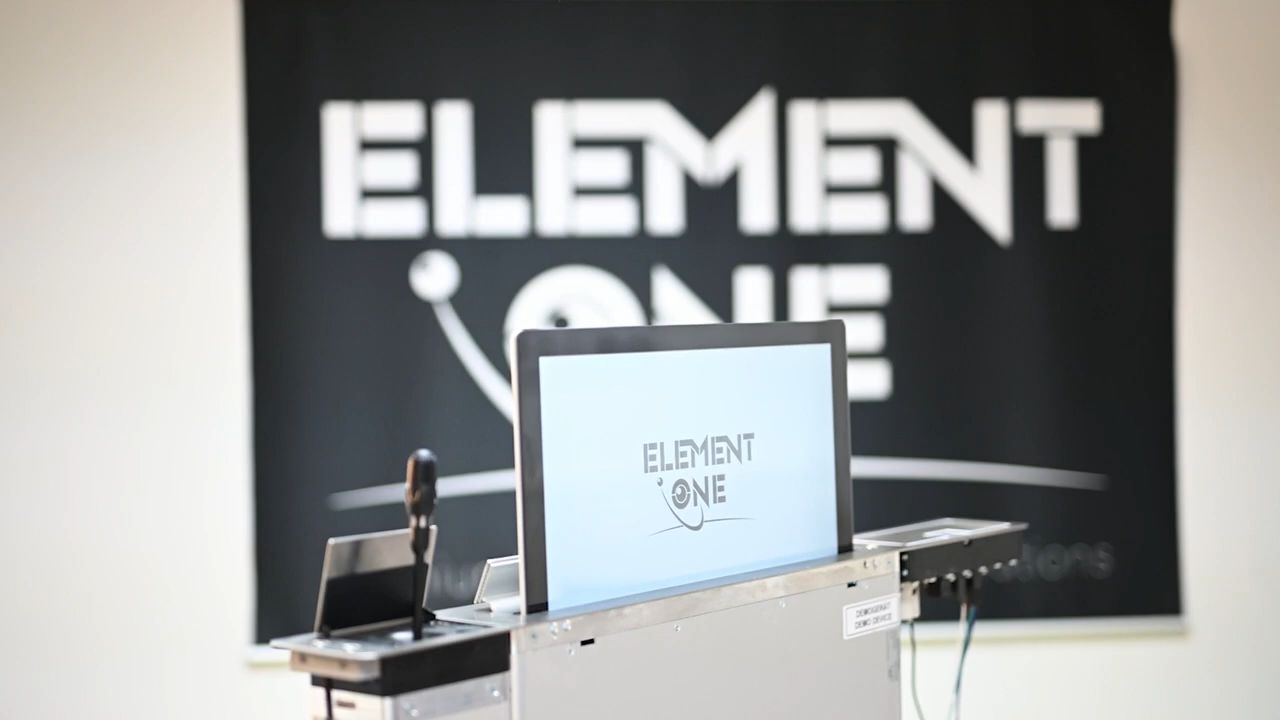 ELEMENT
ONE
ELEMENT
ONE
DEMOGERÄT
DEMO DEVICE